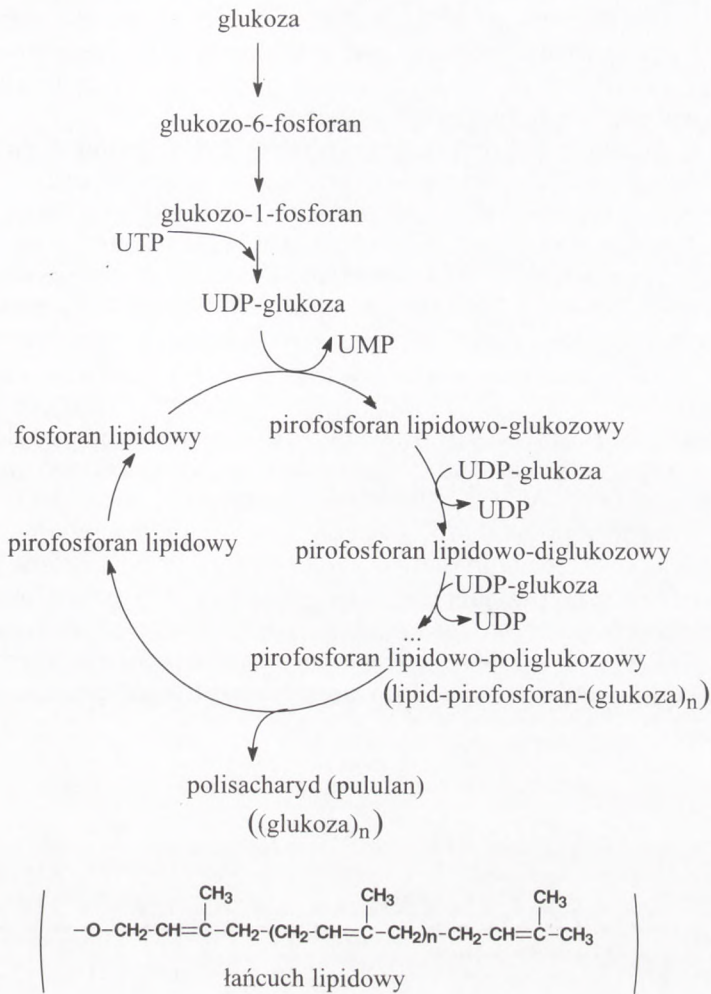 glukoza
glukozo-6-fosforan
glukozo-1-fosforan
UTP
UDP-glukoza
UMP
fosforan lipidowy
pirofosforan lipidowo-glukozowy
UDP-glukoza
UDP
pirofosforan lipidowy
pirofosforan lipidowo-diglukozowy
UDP-glukoza
UDP
...
pirofosforan lipidowo-poliglukozowy
(lipid-pirofosforan-(glukoza)n)
polisacharyd (pululan)
((glukoza)n)
CH3 CH3 CH3
-O-CH2-CH=C-CH2-(CH2-CH=C-CH2)n-CH2-CH=C-CH3
łańcuch lipidowy